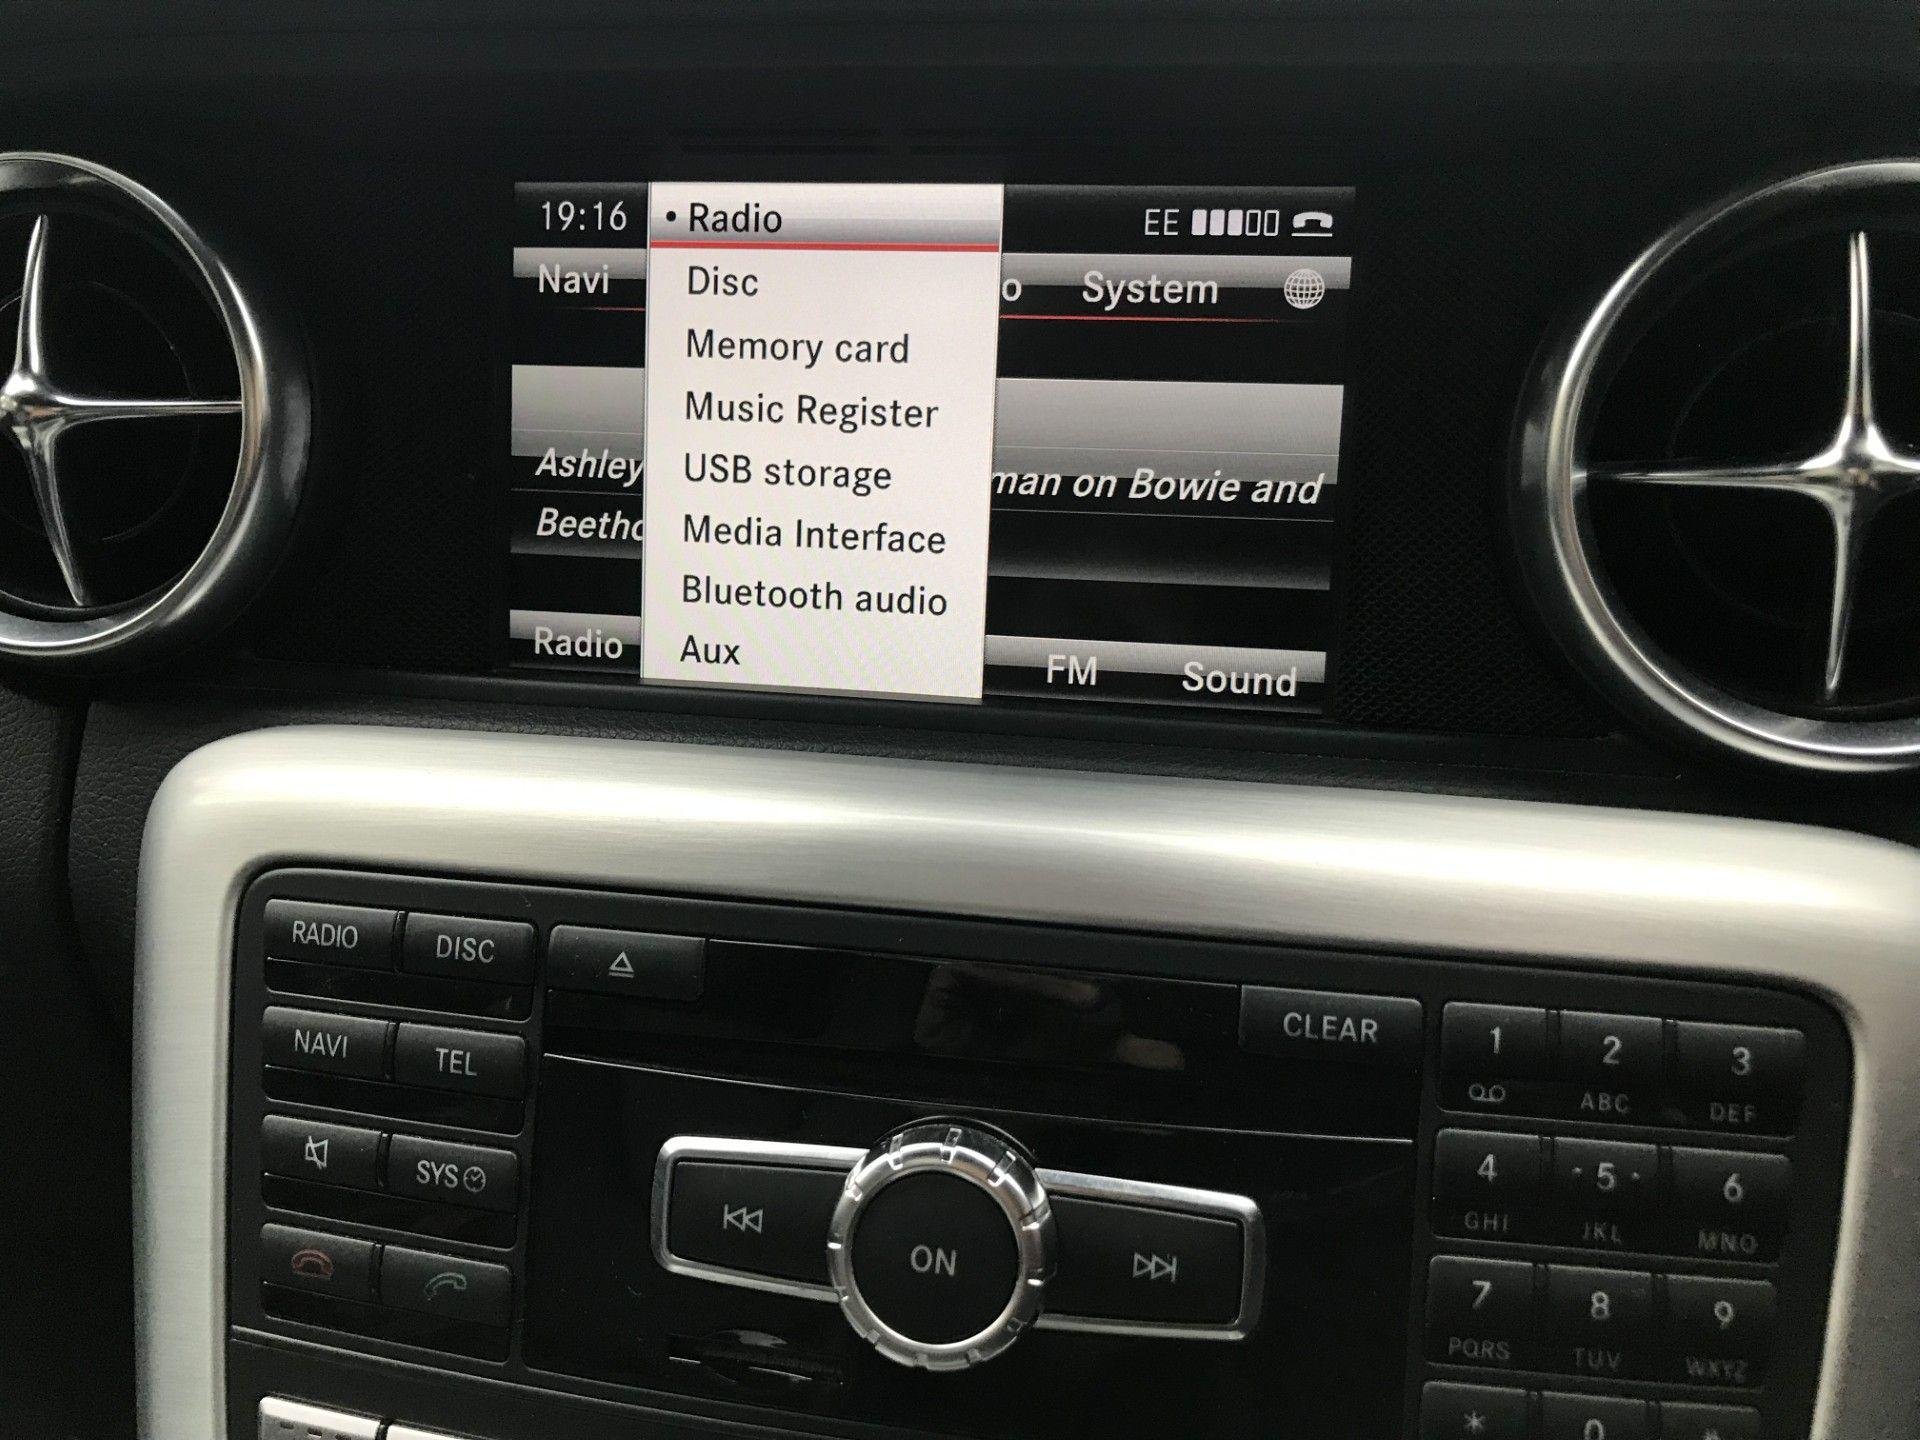 19:16
• Radio
EE
Navi
Disc
o
System
Memory card
Music Register
Ashley
USB storage
man on Bowie and
Beetho
Media Interface
Bluetooth audio
Radio
Aux
FM
Sound
RADIO
DISC
CLEAR
NAVI
TEL
SYS
ON
1
2 ABC
3 DEF
4 GHI
5 JKL
6 MNO
7 PQRS
8 TUV
9 WXYZ
*
0
#